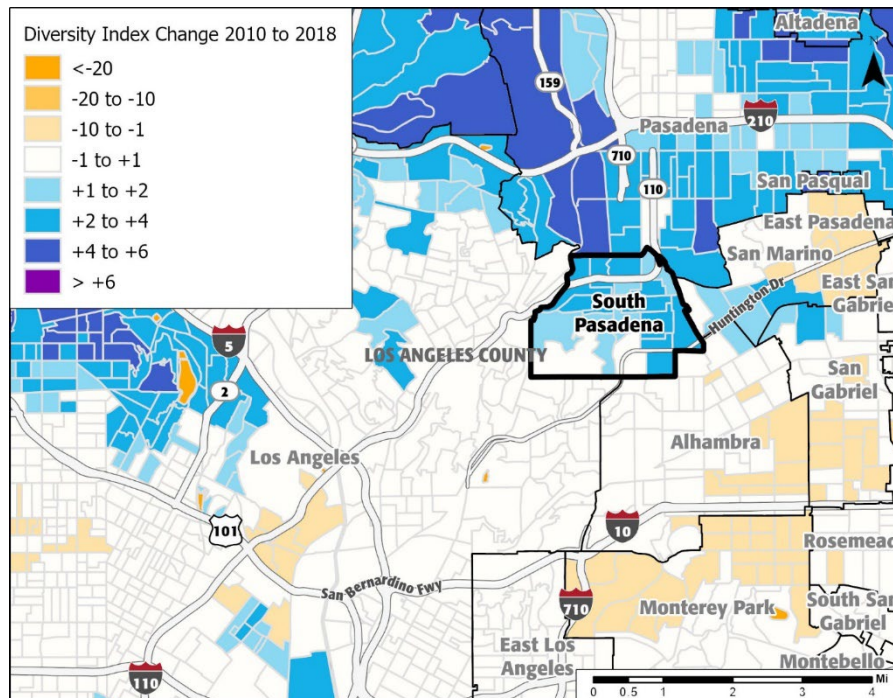 Diversity Index Change 2010 to 2018
<-20
-20 to -10
-10 to -1
-1 to +1
+1 to +2
+2 to +4
+4 to +6
> +6
Altadena
N
159
210
Pasadena
710
110
San Pasqual
East Pasadena
San Marino
East San
Gabriel
South
Pasadena
Huntington Dr
5
LOS ANGELES COUNTY
2
San
Gabriel
Alhambra
Los Angeles
101
10
Rosemead
San Bernardino Fwy
710
Monterey Park
South San
Gabriel
East Los
Angeles
Montebello
110
0 0.5 1 2 3 4